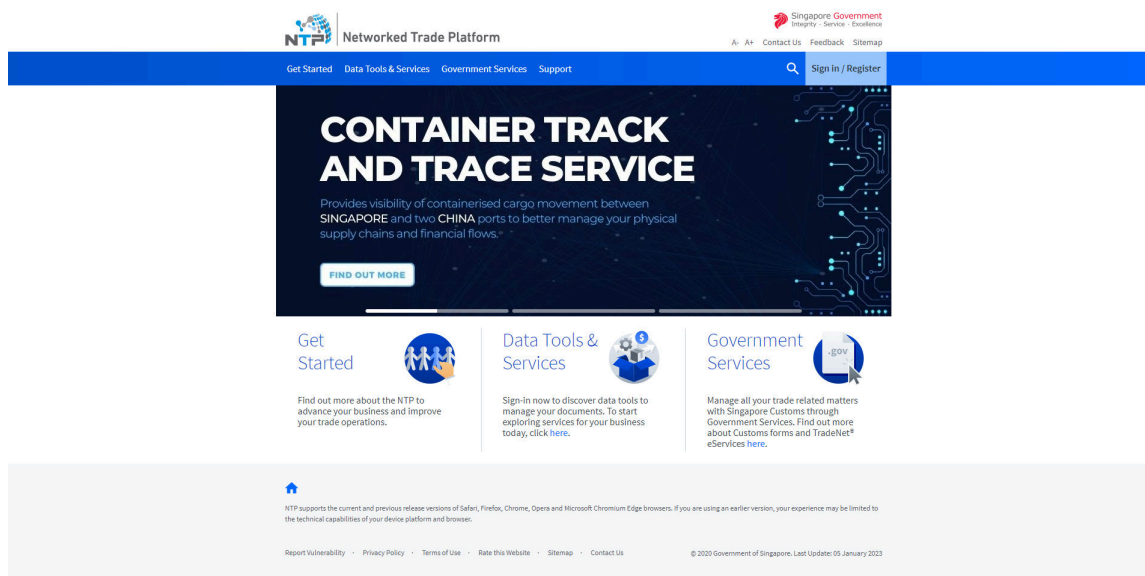 NTP
Networked Trade Platform
Singapore Government
Integrity · Service · Excellence
A- A+ Contact Us Feedback Sitemap
Get Started Data Tools & Services Government Services Support
Sign in / Register
CONTAINER TRACK
AND TRACE SERVICE
Provides visibility of containerised cargo movement between
SINGAPORE and two CHINA ports to better manage your physical
supply chains and financial flows.
FIND OUT MORE
Get
Started
Find out more about the NTP to
advance your business and improve
your trade operations.
Data Tools &
Services
$
Sign-in now to discover data tools to
manage your documents. To start
exploring services for your business
today, click here.
Government
Services
.gov
Manage all your trade related matters
with Singapore Customs through
Government Services. Find out more
about Customs forms and TradeNet®
eServices here.
NTP supports the current and previous release versions of Safari, Firefox, Chrome, Opera and Microsoft Chromium Edge browsers. If you are using an earlier version, your experience may be limited to
the technical capabilities of your device platform and browser.
Report Vulnerability · Privacy Policy · Terms of Use · Rate this Website · Sitemap · Contact Us
© 2020 Government of Singapore. Last Update: 05 January 2023